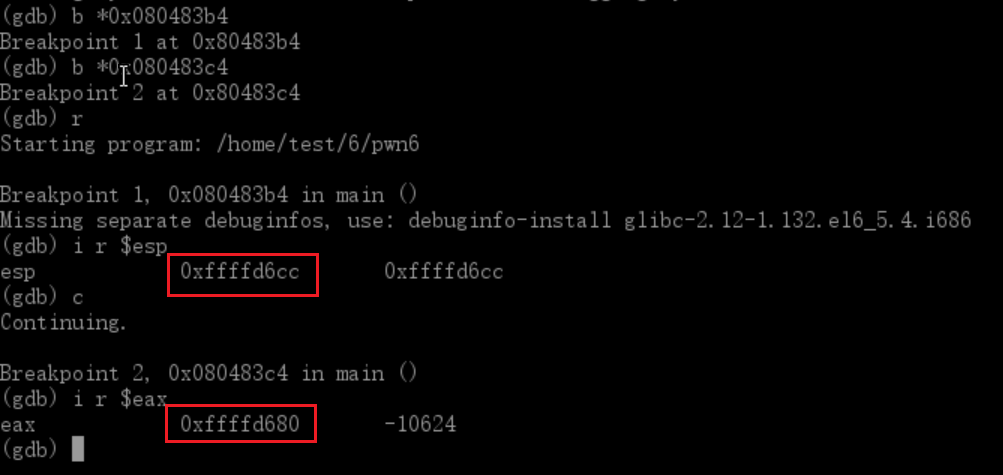 (gdb) b *0x080483b4
Breakpoint 1 at 0x80483b4
(gdb) b *0x080483c4
Breakpoint 2 at 0x80483c4
(gdb) r
Starting program: /home/test/6/pwn6
Breakpoint 1, 0x080483b4 in main ()
Missing separate debuginfos, use: debuginfo-install glibc-2.12-1.132.el6_5.4.i686
(gdb) i r $esp
esp 0xffffd6cc 0xffffd6cc
(gdb) c
Continuing.
Breakpoint 2, 0x080483c4 in main ()
(gdb) i r $eax
eax 0xffffd680 -10624
(gdb)